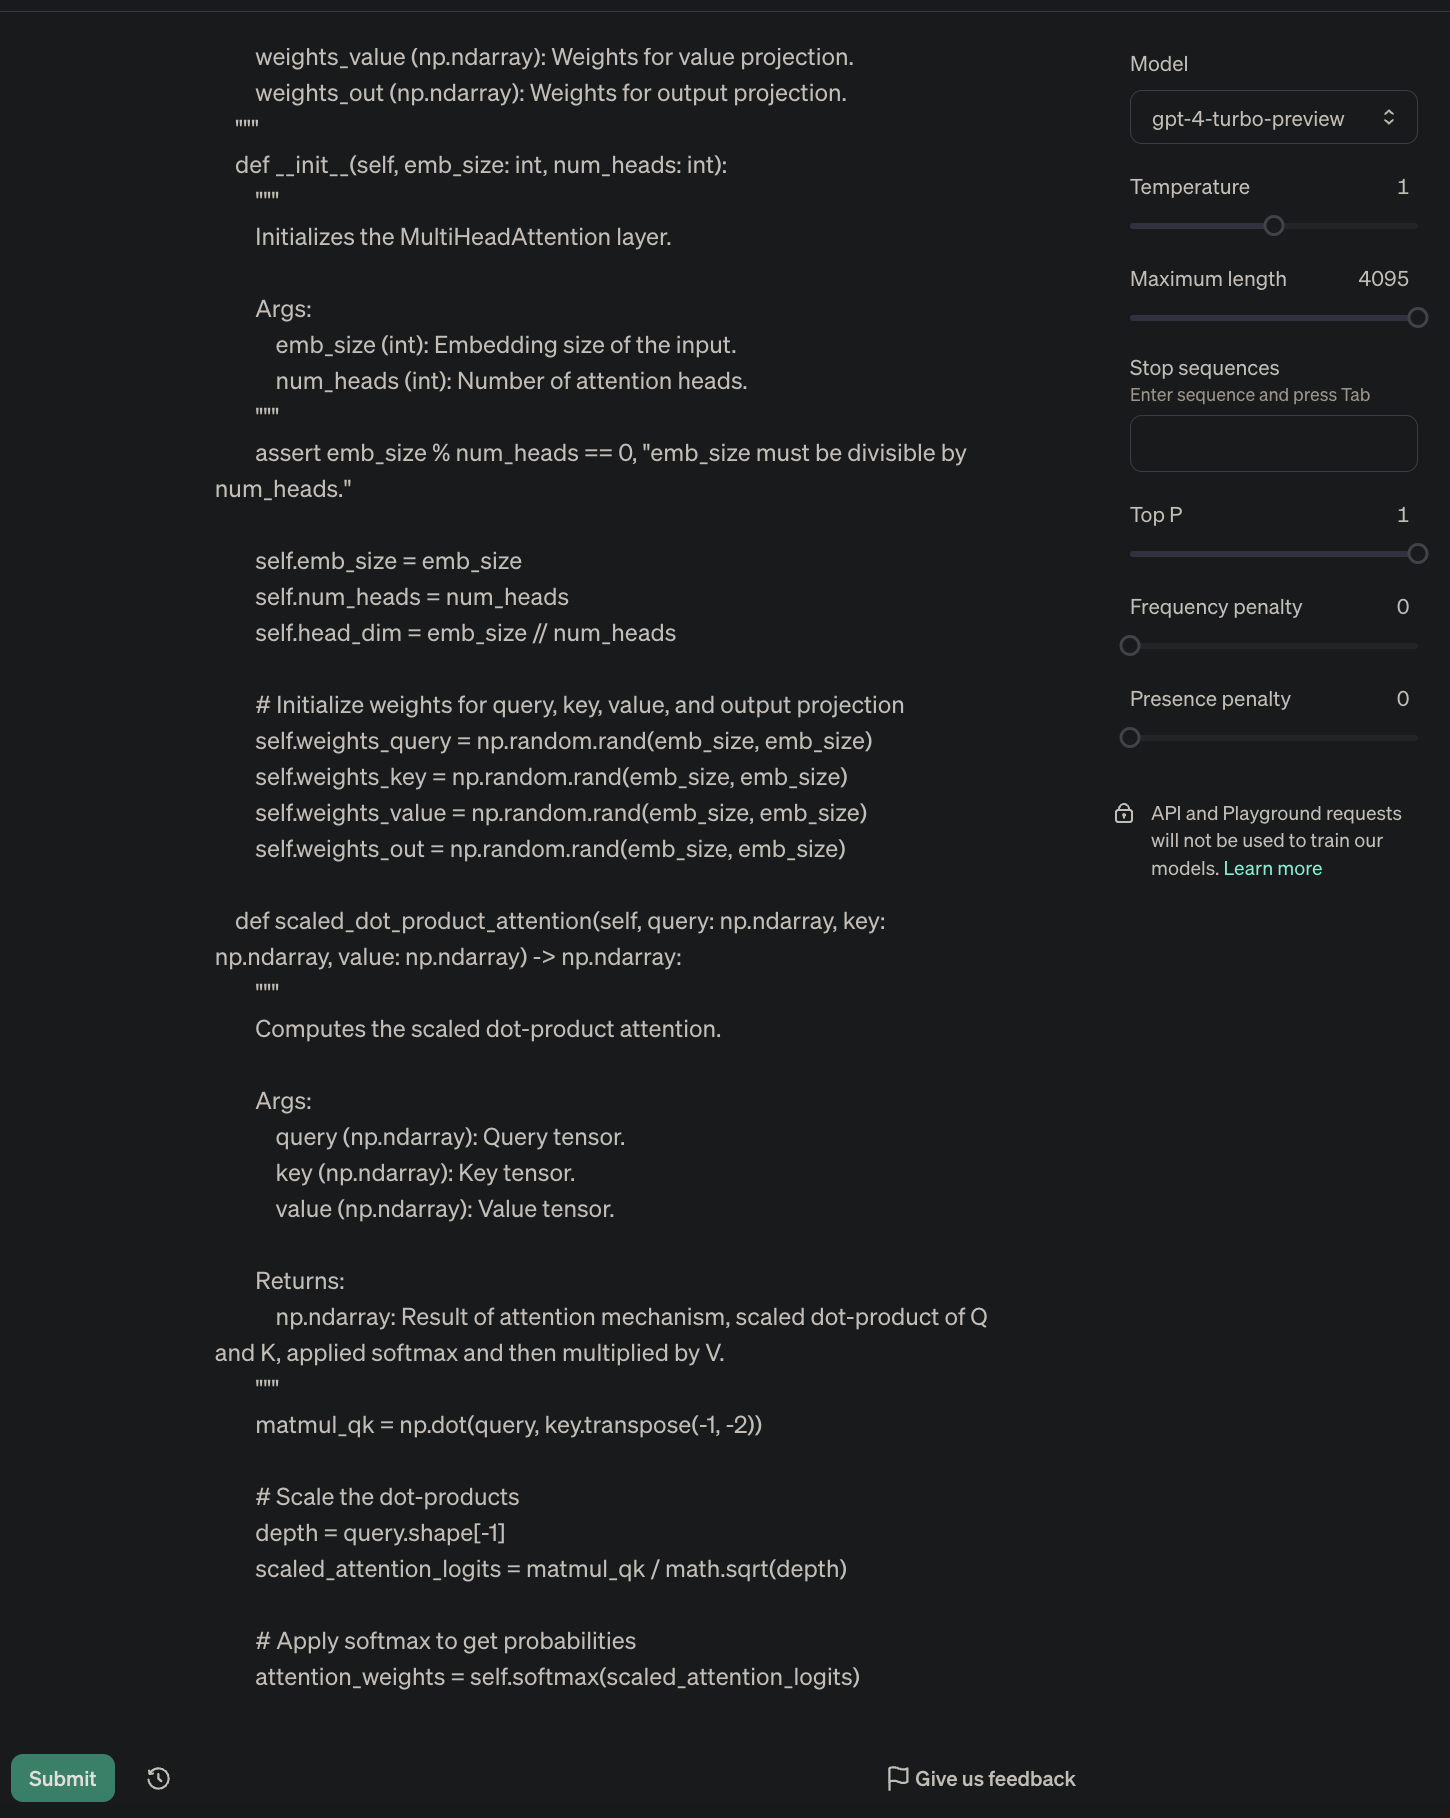 weights_value (np.ndarray): Weights for value projection.
weights_out (np.ndarray): Weights for output projection.
"""
def __init__(self, emb_size: int, num_heads: int):
"""
Initializes the MultiHeadAttention layer.
Args:
emb_size (int): Embedding size of the input.
num_heads (int): Number of attention heads.
"""
assert emb_size % num_heads == 0, "emb_size must be divisible by
num_heads."
self.emb_size = emb_size
self.num_heads = num_heads
self.head_dim = emb_size // num_heads
# Initialize weights for query, key, value, and output projection
self.weights_query = np.random.rand(emb_size, emb_size)
self.weights_key = np.random.rand(emb_size, emb_size)
self.weights_value = np.random.rand(emb_size, emb_size)
self.weights_out = np.random.rand(emb_size, emb_size)
def scaled_dot_product_attention(self, query: np.ndarray, key:
np.ndarray, value: np.ndarray) -> np.ndarray:
"""
Computes the scaled dot-product attention.
Args:
query (np.ndarray): Query tensor.
key (np.ndarray): Key tensor.
value (np.ndarray): Value tensor.
Returns:
np.ndarray: Result of attention mechanism, scaled dot-product of Q
and K, applied softmax and then multiplied by V.
"""
matmul_qk = np.dot(query, key.transpose(-1, -2))
# Scale the dot-products
depth = query.shape[-1]
scaled_attention_logits = matmul_qk / math.sqrt(depth)
# Apply softmax to get probabilities
attention_weights = self.softmax(scaled_attention_logits)
Model
gpt-4-turbo-preview
Temperature 1
Maximum length 4095
Stop sequences
Enter sequence and press Tab
Top P 1
Frequency penalty 0
Presence penalty 0
API and Playground requests
will not be used to train our
models. Learn more
Submit
Give us feedback